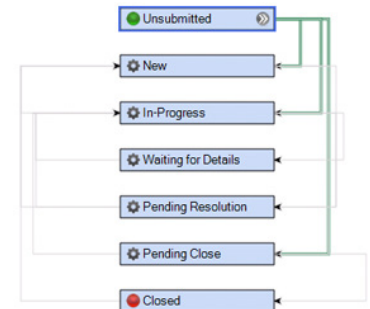 Unsubmitted
New
In-Progress
Waiting for Details
Pending Resolution
Pending Close
Closed